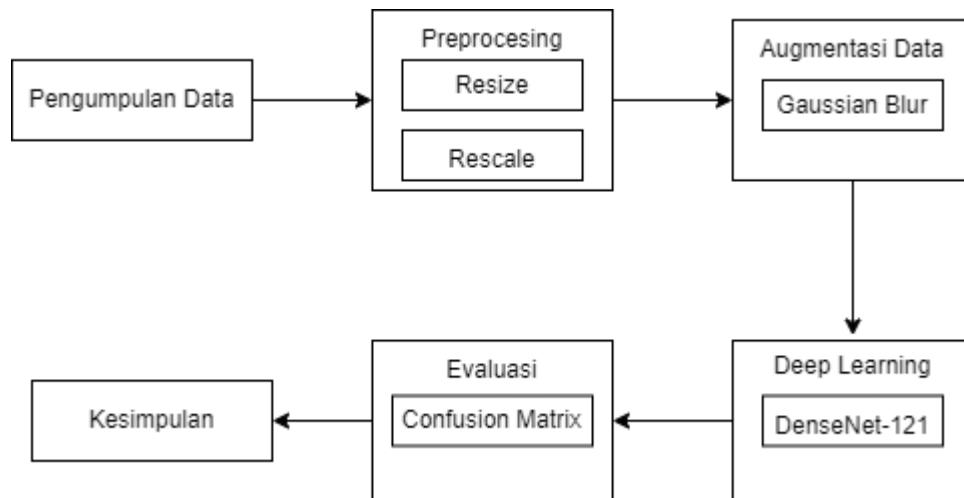 Pengumpulan Data
Preprocesing
Resize
Rescale
Augmentasi Data
Gaussian Blur
Deep Learning
DenseNet-121
Evaluasi
Confusion Matrix
Kesimpulan